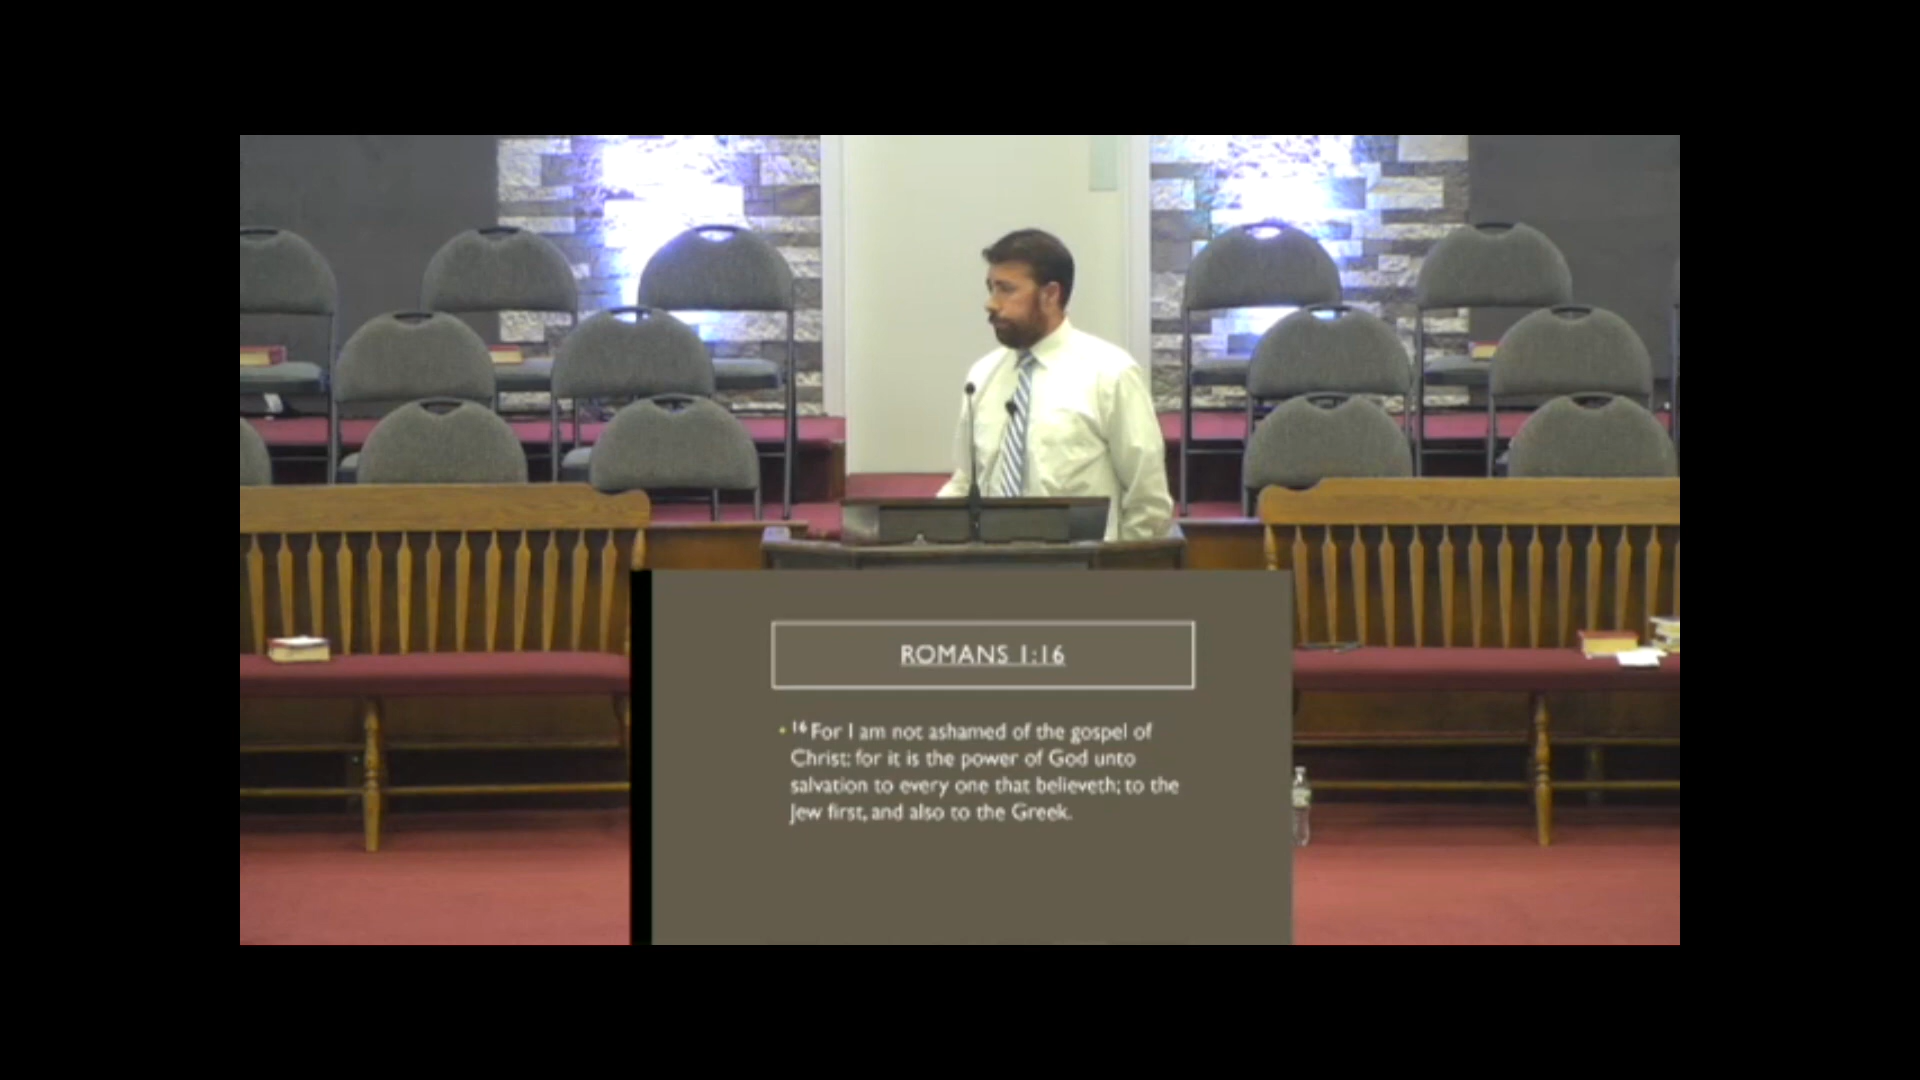 ROMANS 1:16
• 16 For I am not ashamed of the gospel of
Christ: for it is the power of God unto
salvation to every one that believeth; to the
Jew first, and also to the Greek.